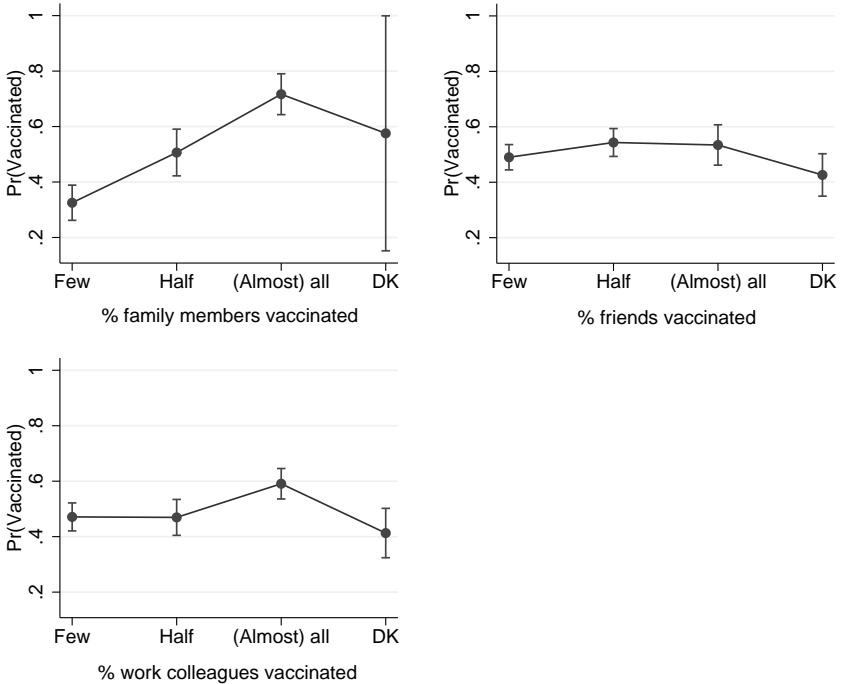 Pr(Vaccinated)
1
.8
.6
.4
.2
Few Half (Almost) all DK
% family members vaccinated
Pr(Vaccinated)
1
.8
.6
.4
.2
Few Half (Almost) all DK
% friends vaccinated
Pr(Vaccinated)
1
.8
.6
.4
.2
Few Half (Almost) all DK
% work colleagues vaccinated